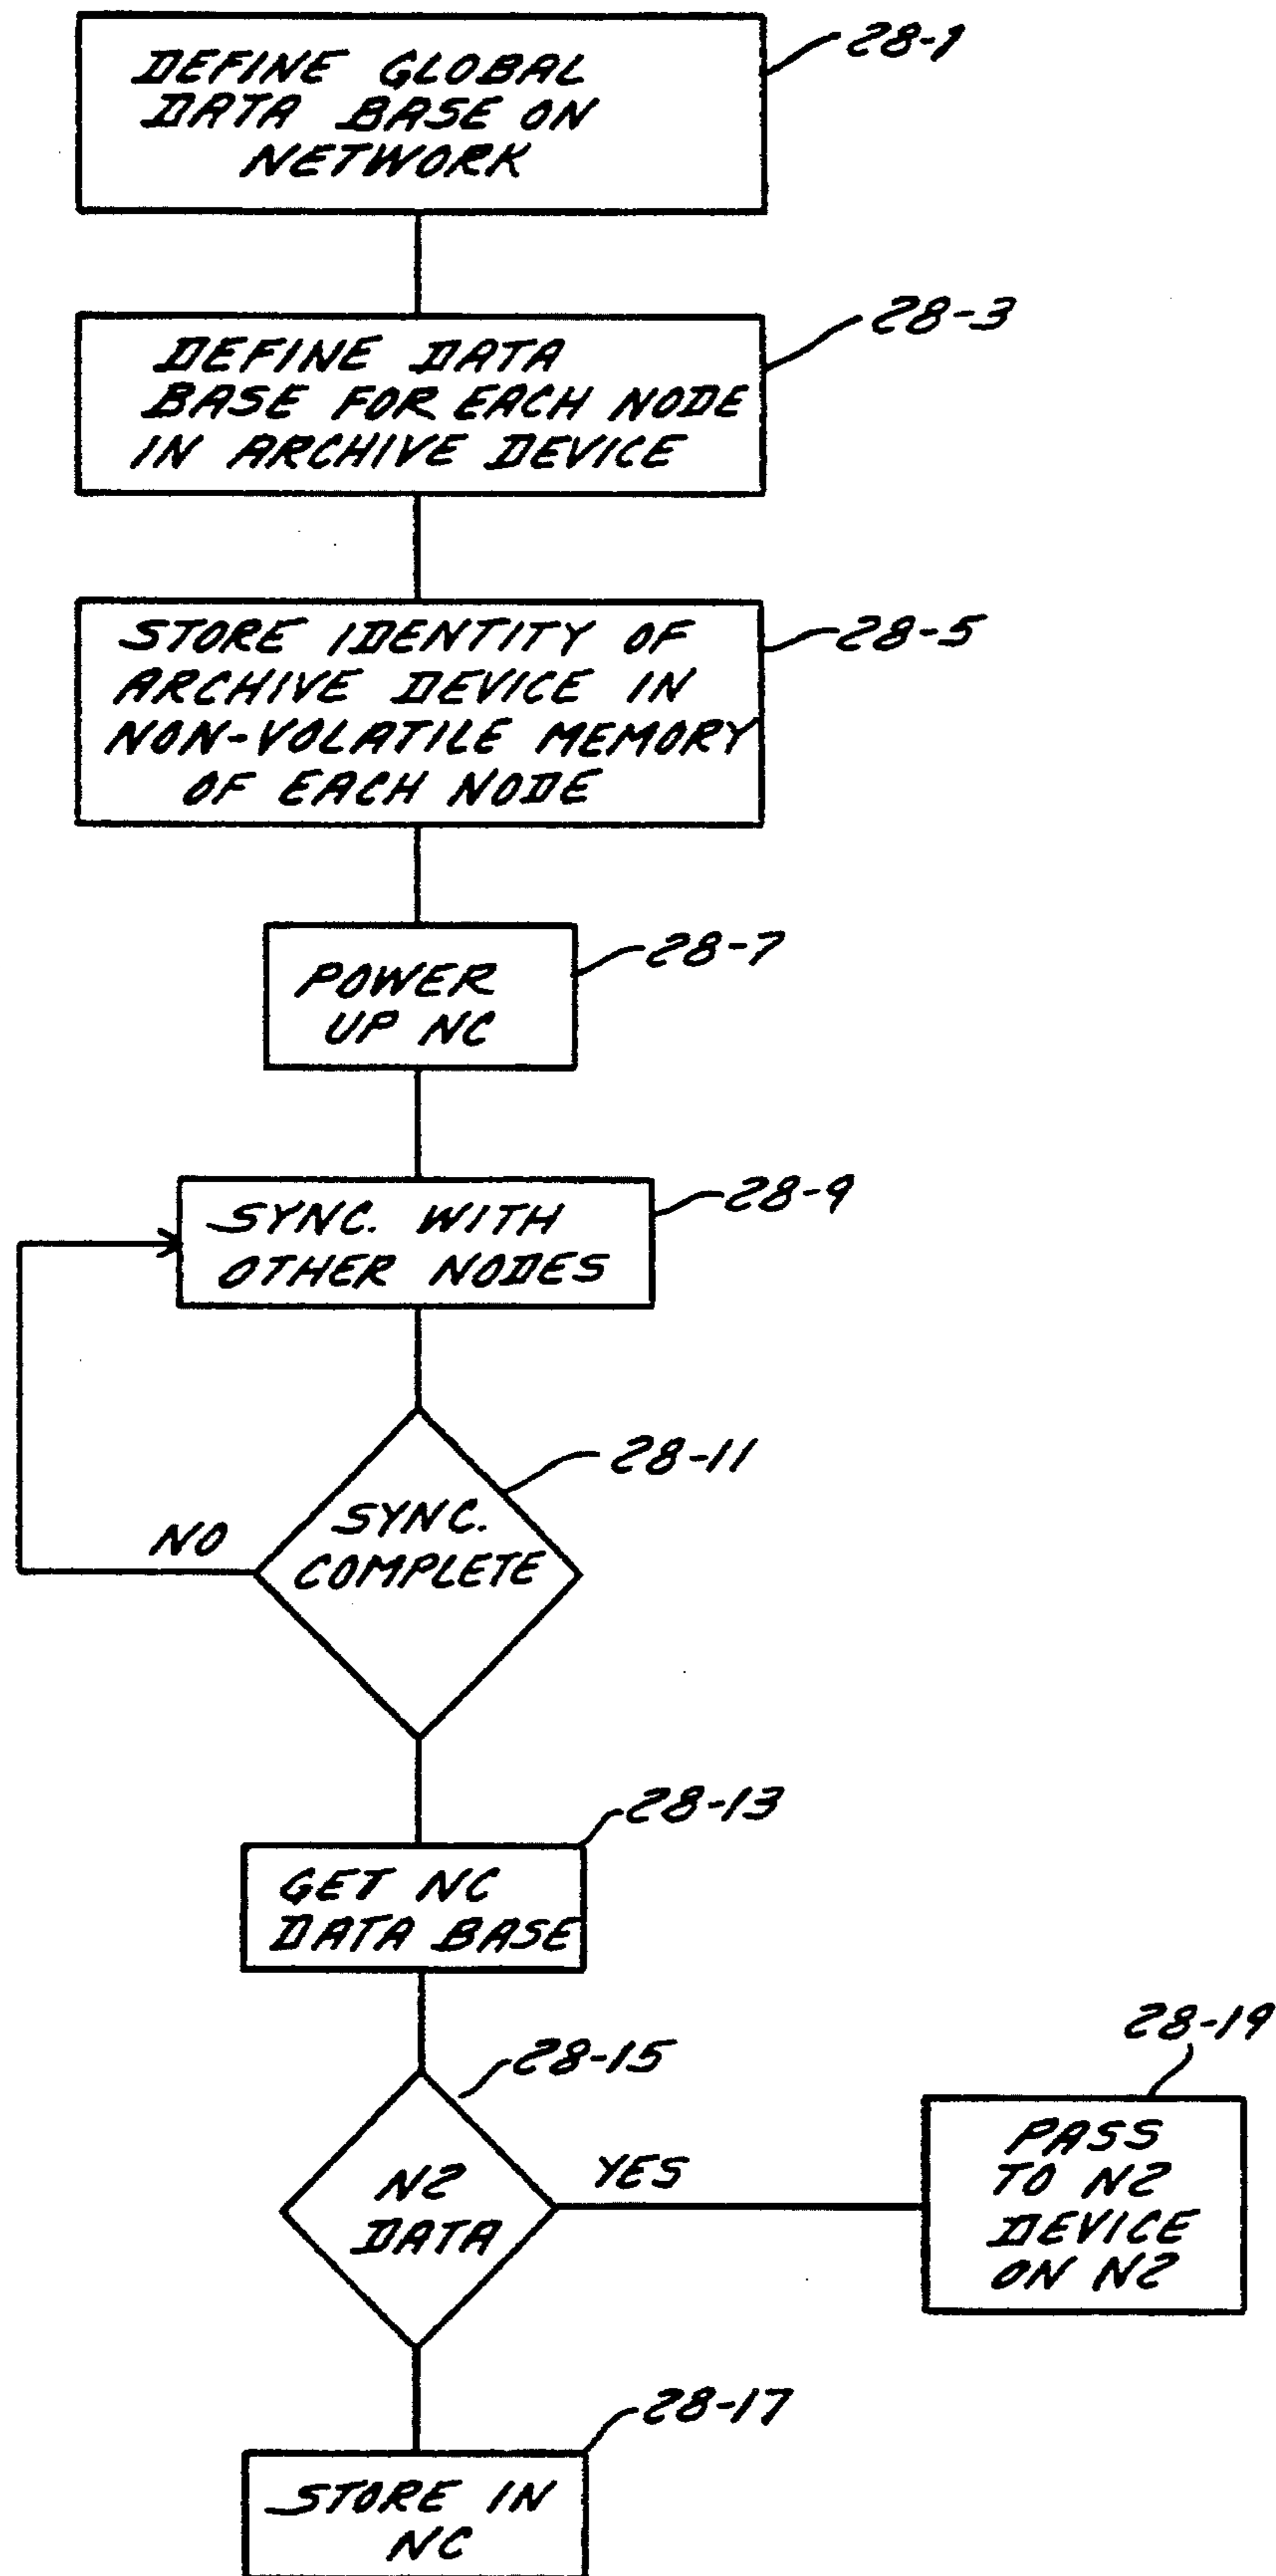 DEFINE GLOBAL
DATA BASE ON
NETWORK
28-1
DEFINE DATA
BASE FOR EACH NODE
IN ARCHIVE DEVICE
28-3
STORE IDENTITY OF
ARCHIVE DEVICE IN
NON-VOLATILE MEMORY
OF EACH NODE
28-5
POWER
UP NC
28-7
SYNC. WITH
OTHER NODES
28-9
SYNC.
COMPLETE
28-11
NO
GET NC
DATA BASE
28-13
N2
DATA
28-15
YES
PASS
TO N2
DEVICE
ON N2
28-19
STORE IN
NC
28-17